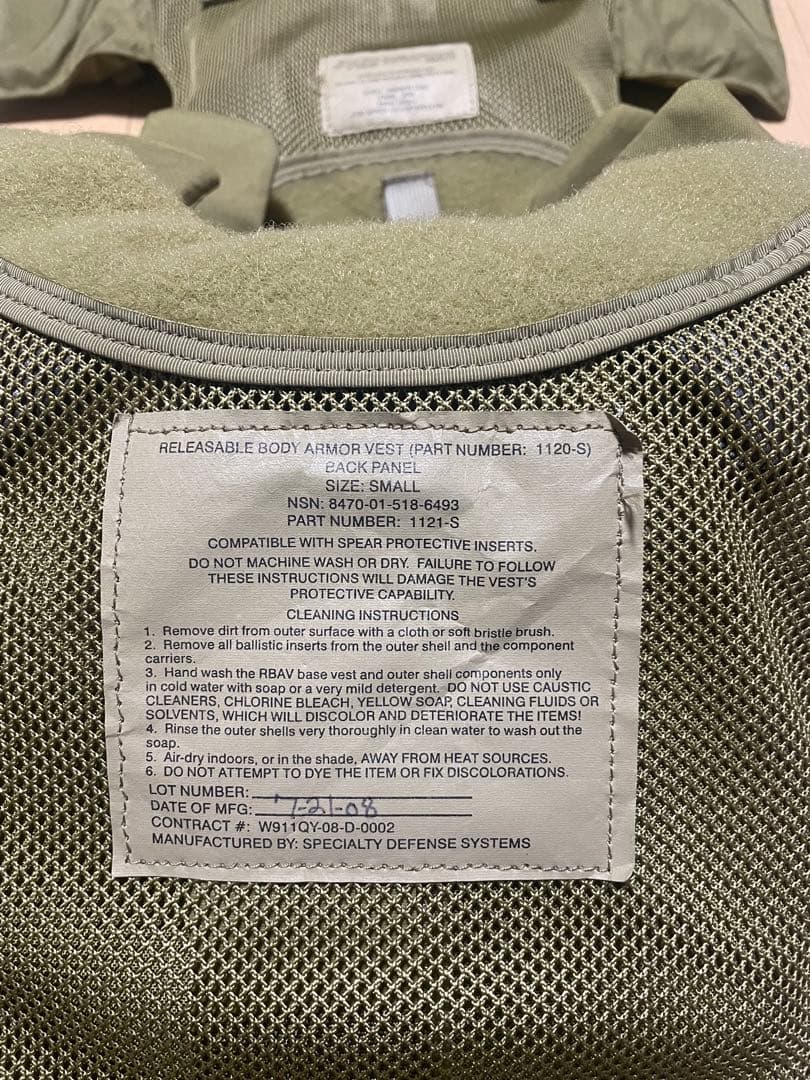 RELEASABLE BODY ARMOR VEST (PART NUMBER: 1120-S)
BACK PANEL
SIZE: SMALL
NSN: 8470-01-518-6493
PART NUMBER: 1121-S
COMPATIBLE WITH SPEAR PROTECTIVE INSERTS.
DO NOT MACHINE WASH OR DRY. FAILURE TO FOLLOW
THESE INSTRUCTIONS WILL DAMAGE THE VEST'S
PROTECTIVE CAPABILITY.
CLEANING INSTRUCTIONS
1. Remove dirt from outer surface with a cloth or soft bristle brush.
2. Remove all ballistic inserts from the outer shell and the component
carriers.
3. Hand wash the RBAV base vest and outer shell components only
in cold water with soap or a very mild detergent. DO NOT USE CAUSTIC
CLEANERS, CHLORINE BLEACH, YELLOW SOAP, CLEANING FLUIDS OR
SOLVENTS, WHICH WILL DISCOLOR AND DETERIORATE THE ITEMS!
4. Rinse the outer shells very thoroughly in clean water to wash out the
soap.
5. Air-dry indoors, or in the shade, AWAY FROM HEAT SOURCES.
6. DO NOT ATTEMPT TO DYE THE ITEM OR FIX DISCOLORATIONS.
LOT NUMBER:
DATE OF MFG: 7-21-08
CONTRACT #: W911QY-08-D-0002
MANUFACTURED BY: SPECIALTY DEFENSE SYSTEMS